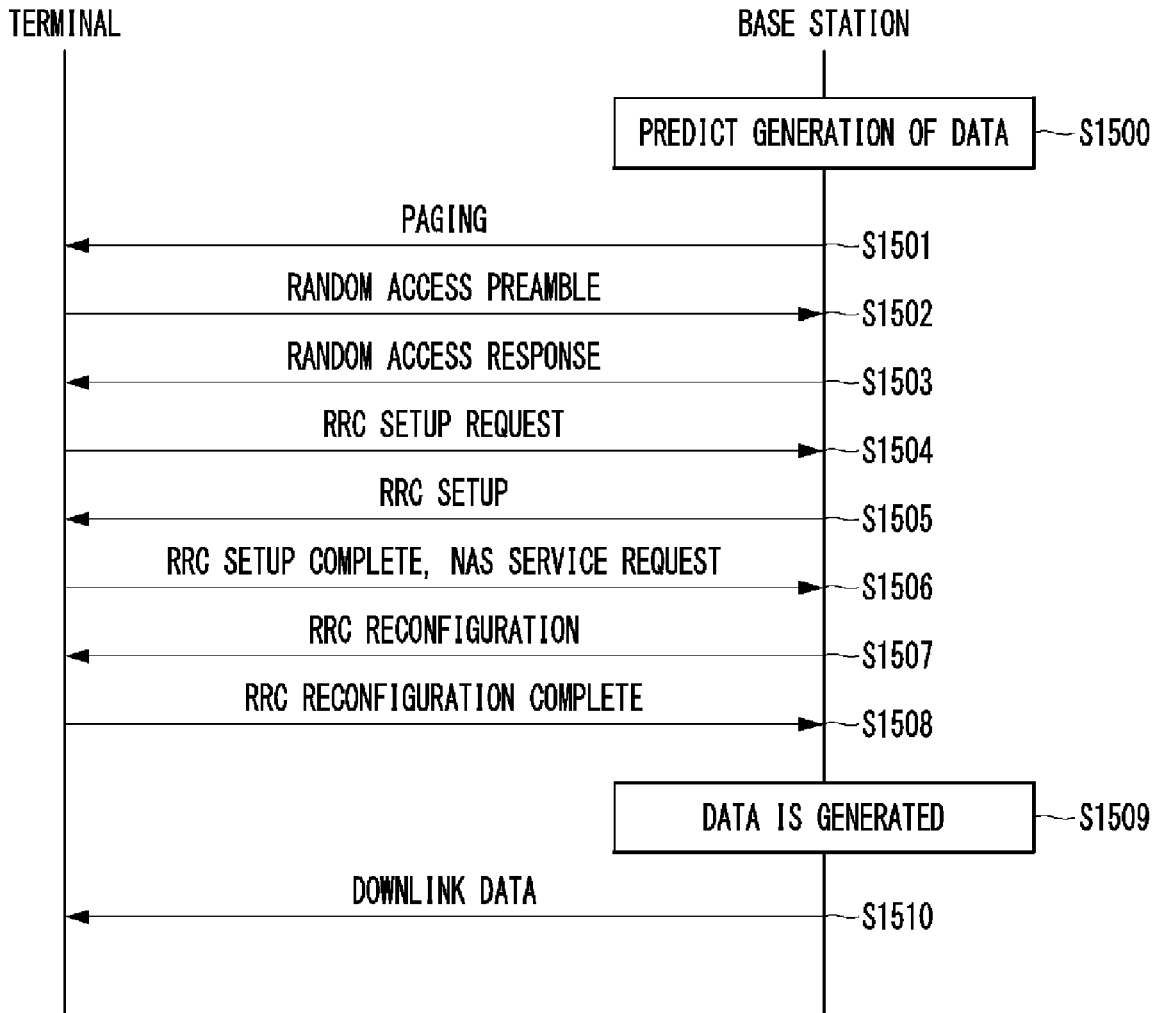 TERMINAL
BASE STATION
PREDICT GENERATION OF DATA
S1500
PAGING
S1501
RANDOM ACCESS PREAMBLE
S1502
RANDOM ACCESS RESPONSE
S1503
RRC SETUP REQUEST
S1504
RRC SETUP
S1505
RRC SETUP COMPLETE, NAS SERVICE REQUEST
S1506
RRC RECONFIGURATION
S1507
RRC RECONFIGURATION COMPLETE
S1508
DATA IS GENERATED
S1509
DOWNLINK DATA
S1510